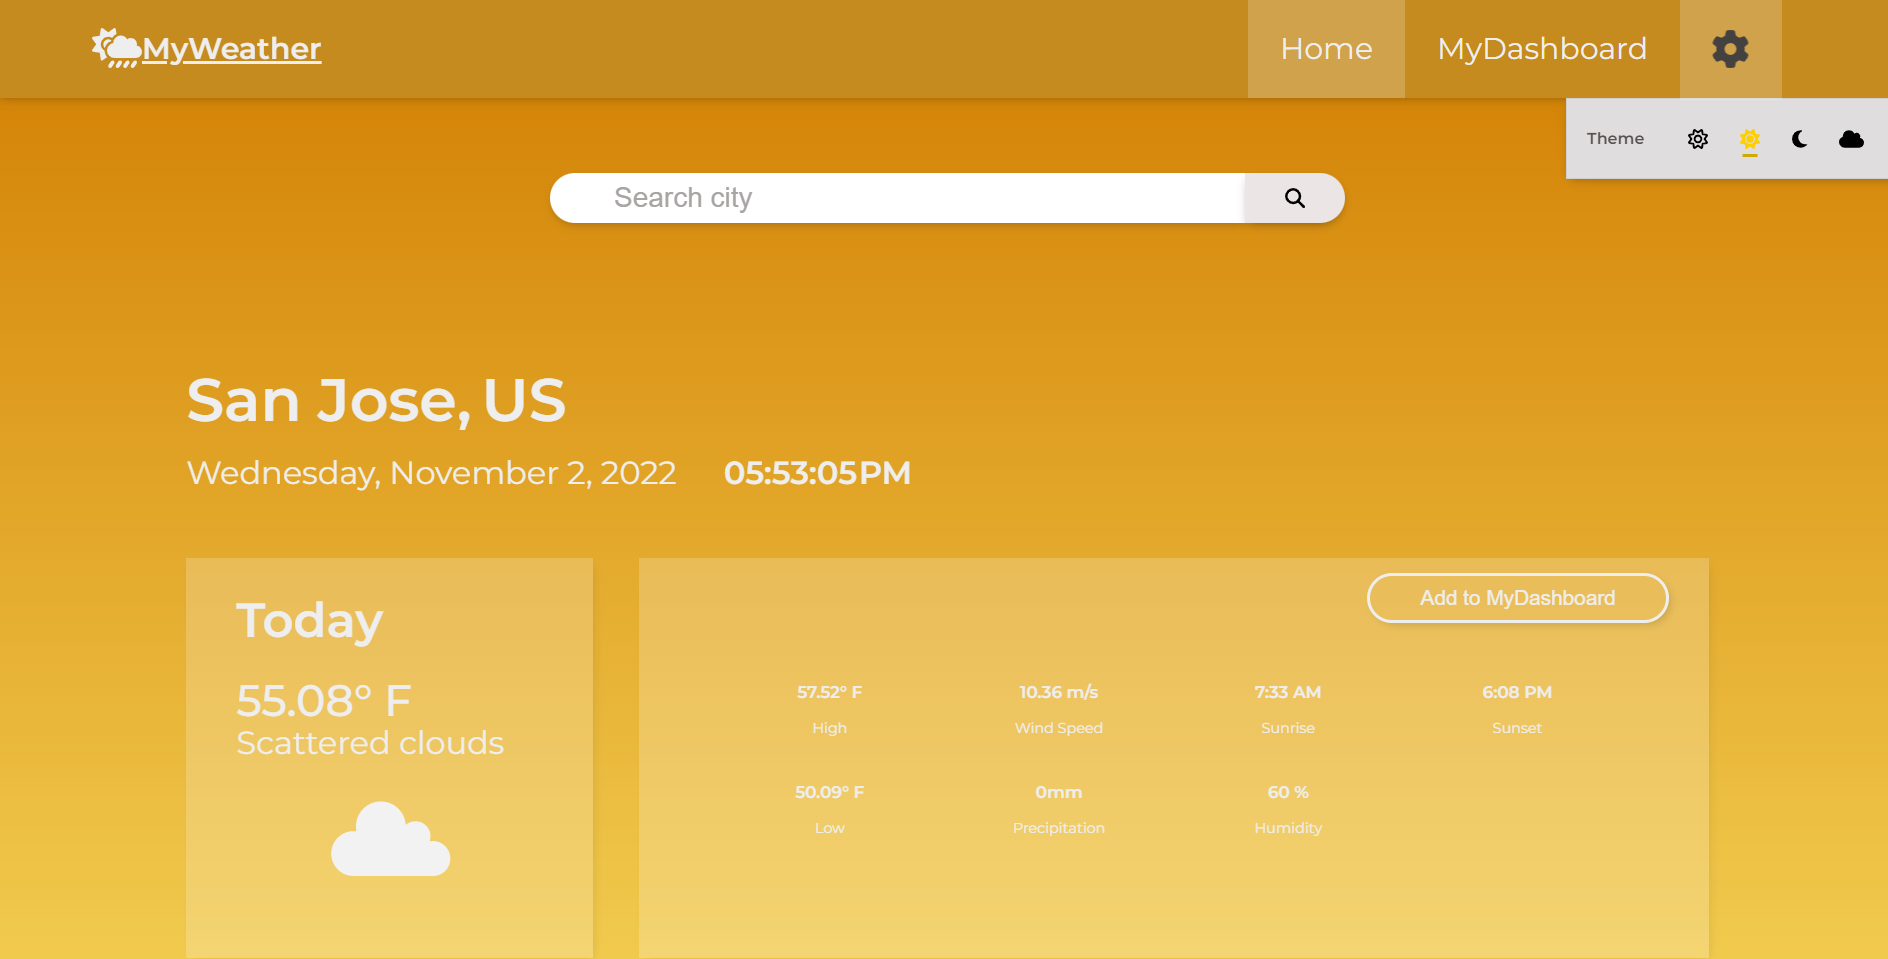 MyWeather
Home
MyDashboard
Theme
Search city
San Jose, US
Wednesday, November 2, 2022 05:53:05PM
Today
55.08° F
Scattered clouds
Add to MyDashboard
57.52° F 10.36 m/s 7:33 AM 6:08 PM
High Wind Speed Sunrise Sunset
50.09° F 0mm 60 %
Low Precipitation Humidity